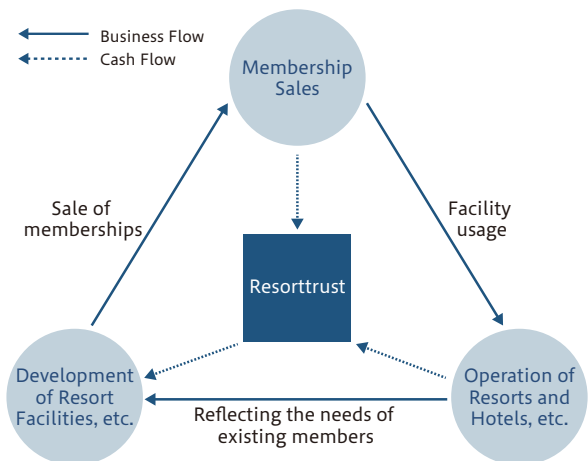 Business Flow
Cash Flow
Membership
Sales
Sale of
memberships
Facility
usage
Resorttrust
Development
of Resort
Facilities, etc.
Operation of
Resorts and
Hotels, etc.
Reflecting the needs of
existing members